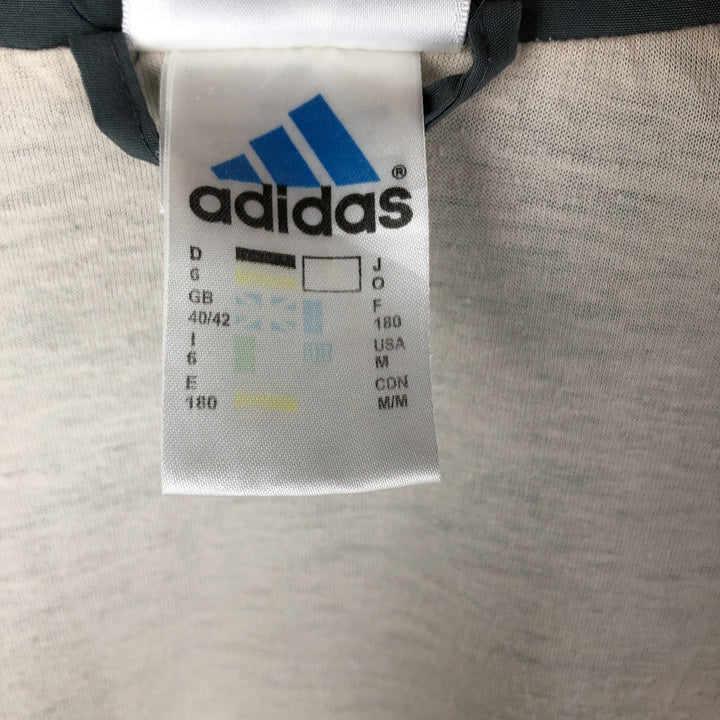 adidas®
D J
6 O
GB F
40/42 180
I USA
6 M
E CDN
180 M/M